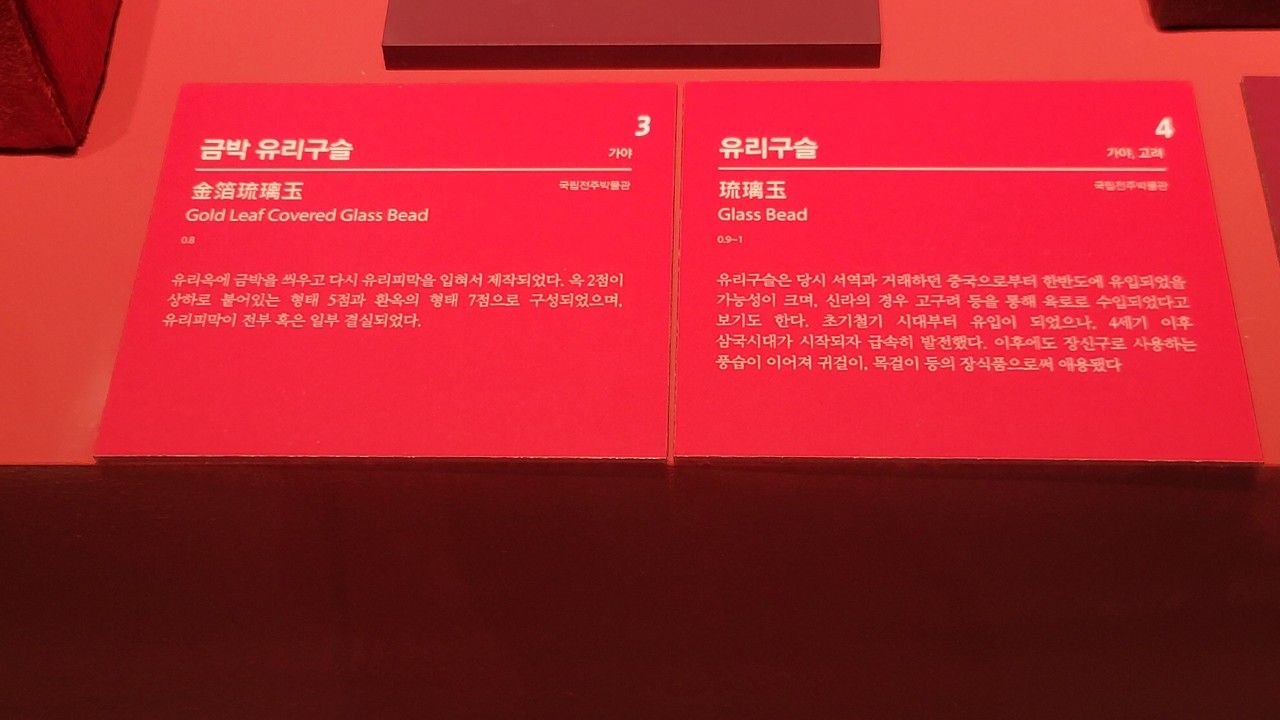 3
금박 유리구슬
가야
金箔琉璃玉
국립전주박물관
Gold Leaf Covered Glass Bead
0.8
유리옥에 금박을 씌우고 다시 유리피막을 입혀서 제작되었다. 옥 2점이
상하로 붙어있는 형태 5점과 환옥의 형태 7점으로 구성되었으며,
유리피막이 전부 혹은 일부 결실되었다.
4
유리구슬
가야, 고려
琉璃玉
국립전주박물관
Glass Bead
0.9~1
유리구슬은 당시 서역과 거래하던 중국으로부터 한반도에 유입되었을
가능성이 크며, 신라의 경우 고구려 등을 통해 육로로 수입되었다고
보기도 한다. 초기철기 시대부터 유입이 되었으나, 4세기 이후
삼국시대가 시작되자 급속히 발전했다. 이후에도 장신구로 사용하는
풍습이 이어져 귀걸이, 목걸이 등의 장식품으로써 애용됐다